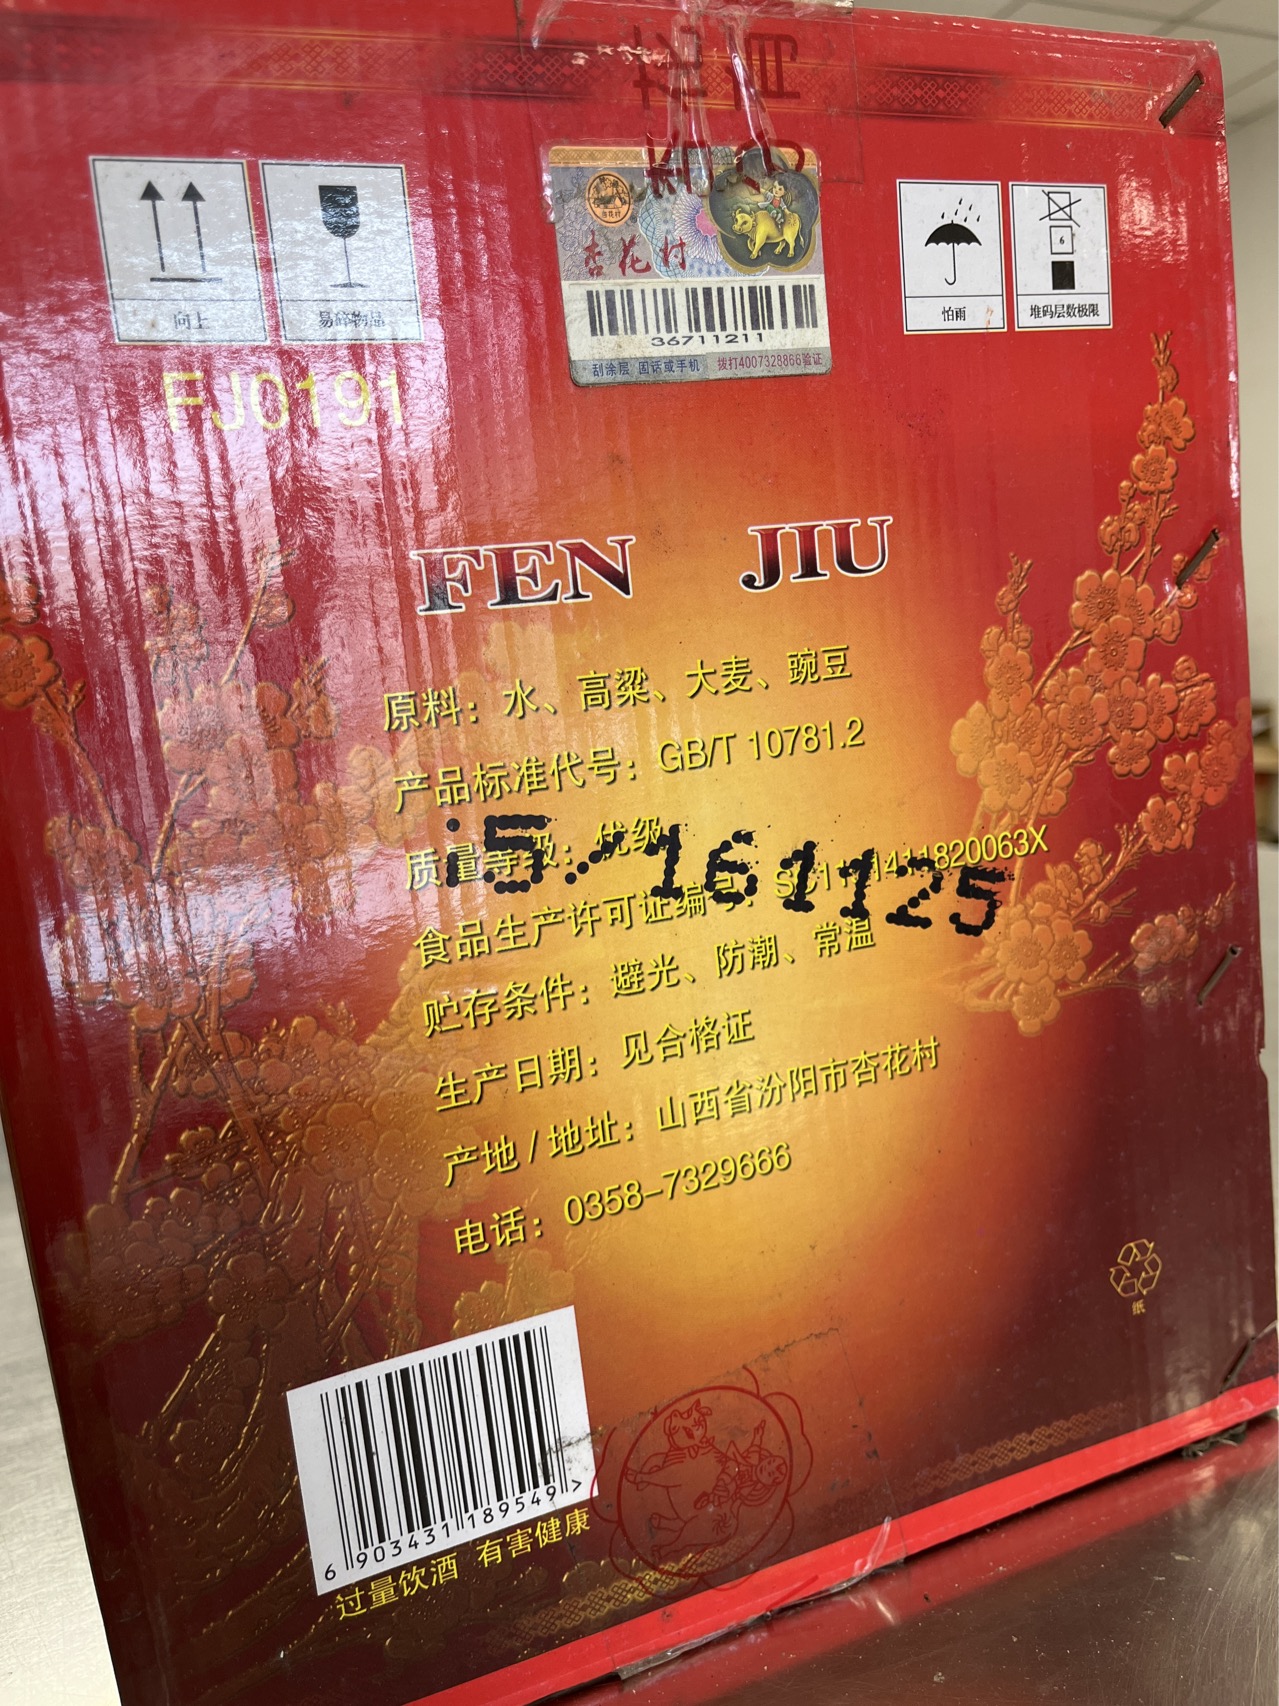 向上
易碎物品
杏花村
杏花村
36711211
刮涂层 固话或手机 拨打4007328866验证
怕雨
6
堆码层数极限
FJ0191
FEN JIU
原料：水、高粱、大麦、豌豆
产品标准代号：GB/T 10781.2
质量等级：优级
15/161125
食品生产许可证编号：SC11511411820063X
贮存条件：避光、防潮、常温
生产日期：见合格证
产地/地址：山西省汾阳市杏花村
电话：0358-7329666
纸
6 903431 189549 >
过量饮酒 有害健康